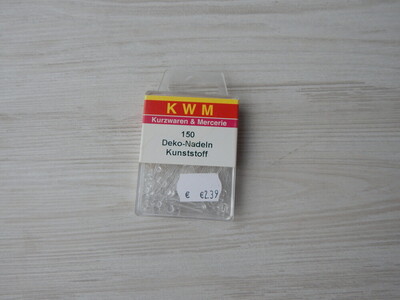 KWM
Kurzwaren & Mercerie
150
Deko-Nadeln
Kunststoff
€ €2.39